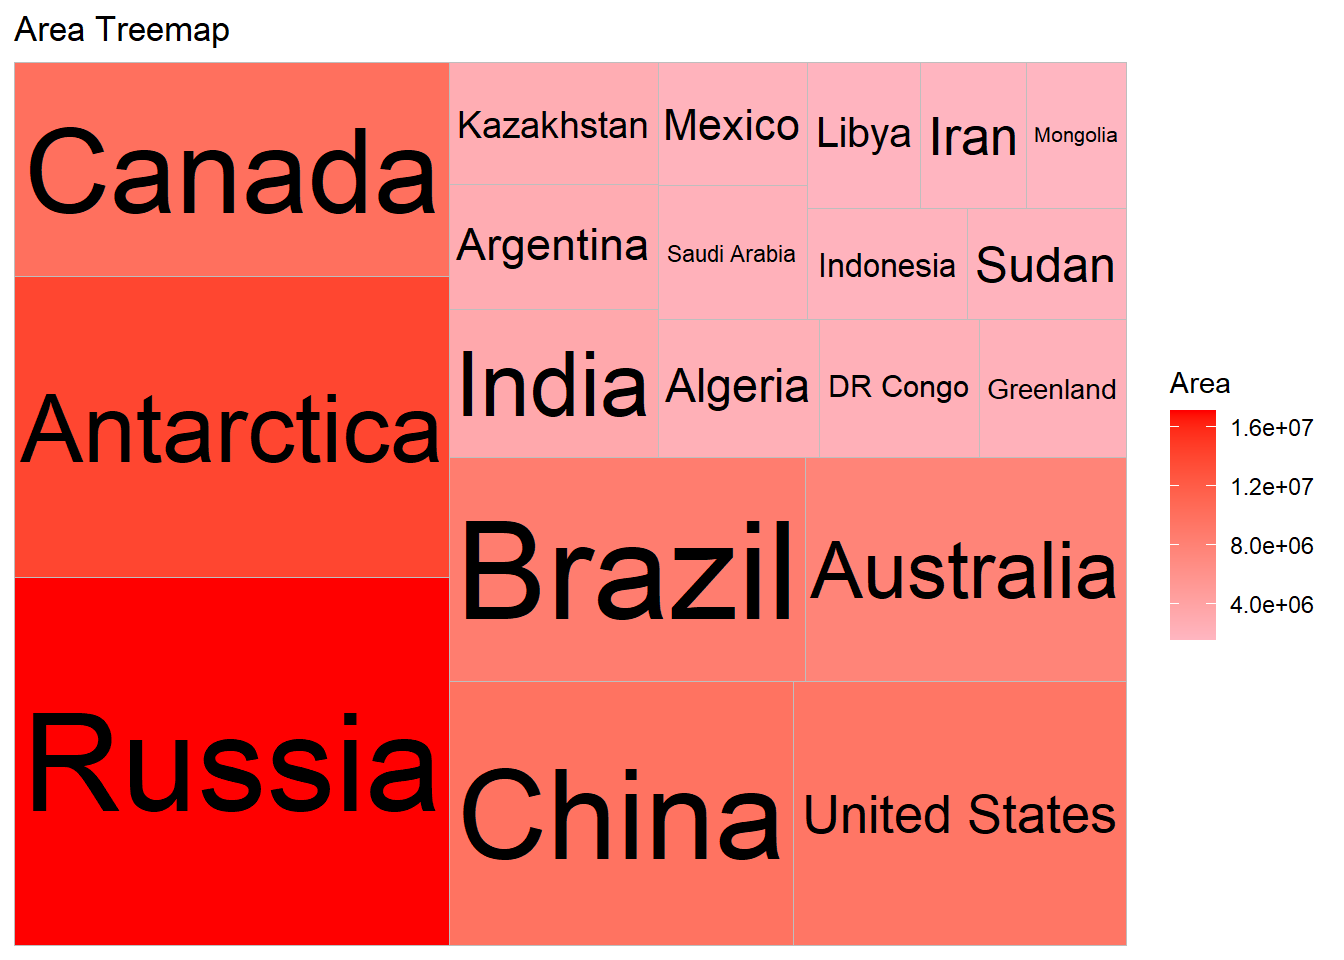 Area Treemap
Canada
Kazakhstan
Mexico
Libya
Iran
Mongolia
Argentina
Saudi Arabia
Indonesia
Sudan
Antarctica
India
Algeria
DR Congo
Greenland
Brazil
Australia
Russia
China
United States
Area
1.6e+07
1.2e+07
8.0e+06
4.0e+06